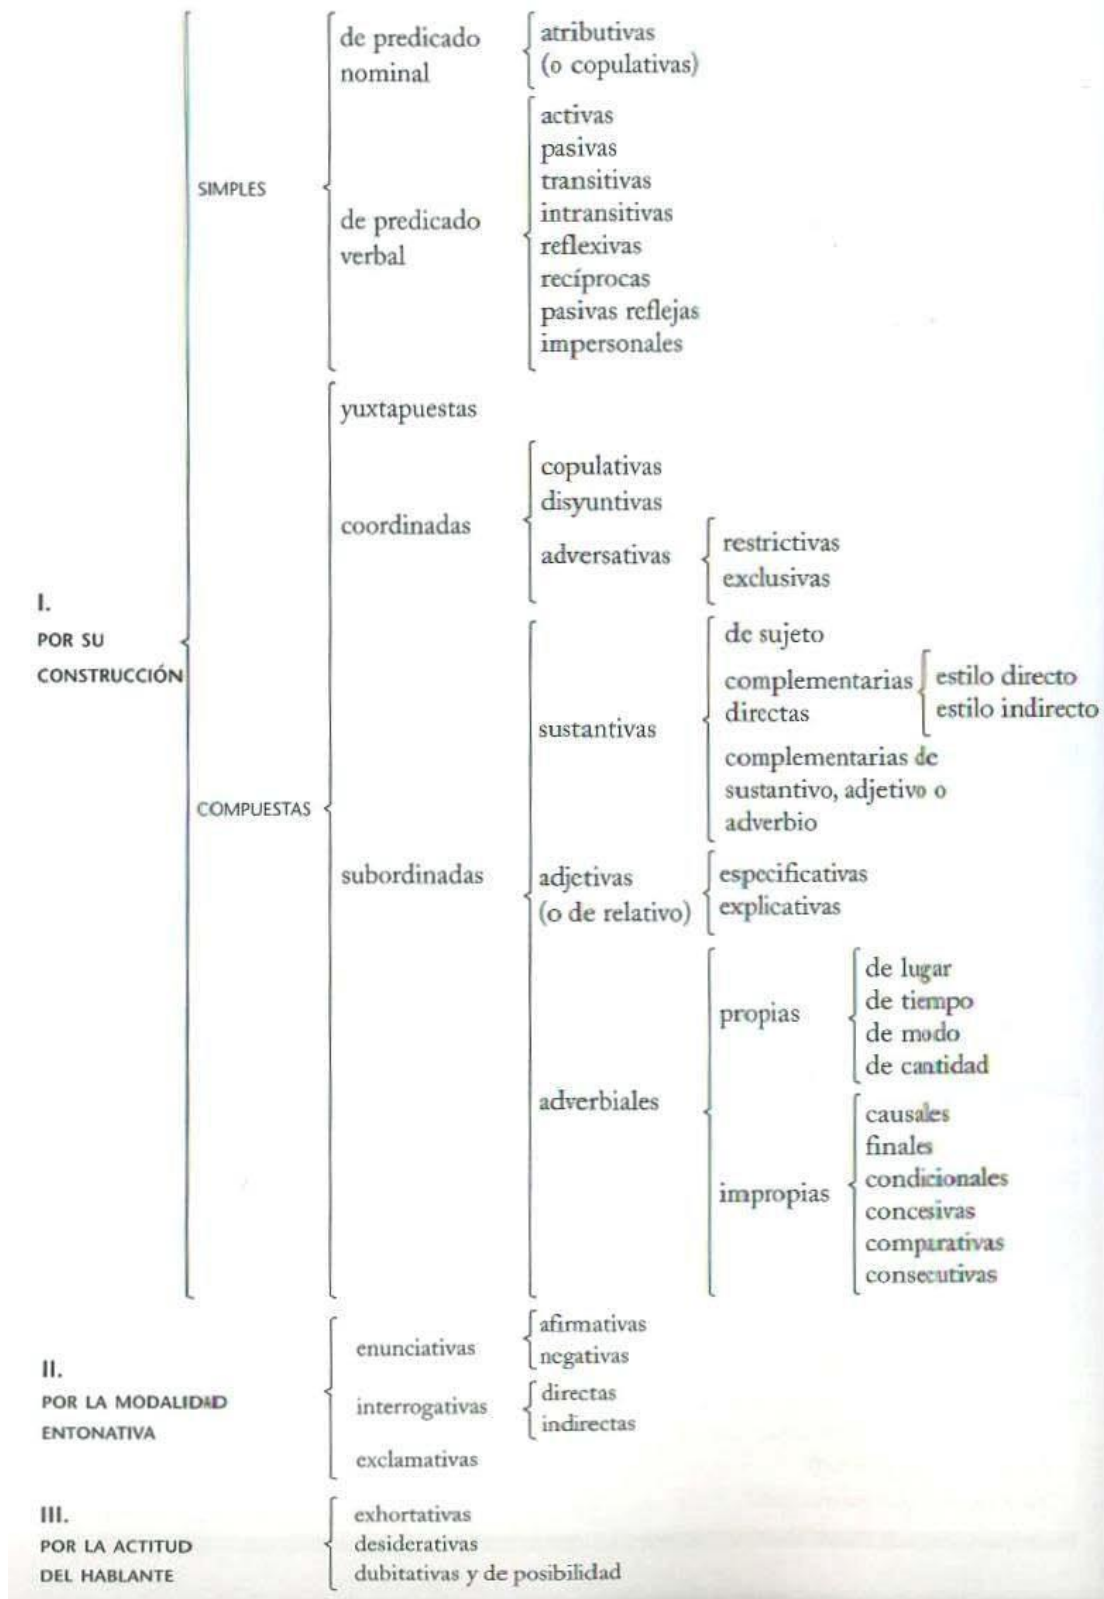 I.
POR SU
CONSTRUCCIÓN
SIMPLES
de predicado
nominal
atributivas
(o copulativas)
de predicado
verbal
activas
pasivas
transitivas
intransitivas
reflexivas
recíprocas
pasivas reflejas
impersonales
COMPUESTAS
yuxtapuestas
coordinadas
copulativas
disyuntivas
adversativas
restrictivas
exclusivas
subordinadas
sustantivas
de sujeto
complementarias
directas
estilo directo
estilo indirecto
complementarias de
sustantivo, adjetivo o
adverbio
adjetivas
(o de relativo)
especificativas
explicativas
adverbiales
propias
de lugar
de tiempo
de modo
de cantidad
impropias
causales
finales
condicionales
concesivas
comparativas
consecutivas
II.
POR LA MODALIDAD
ENTONATIVA
enunciativas
afirmativas
negativas
interrogativas
directas
indirectas
exclamativas
III.
POR LA ACTITUD
DEL HABLANTE
exhortativas
desiderativas
dubitativas y de posibilidad